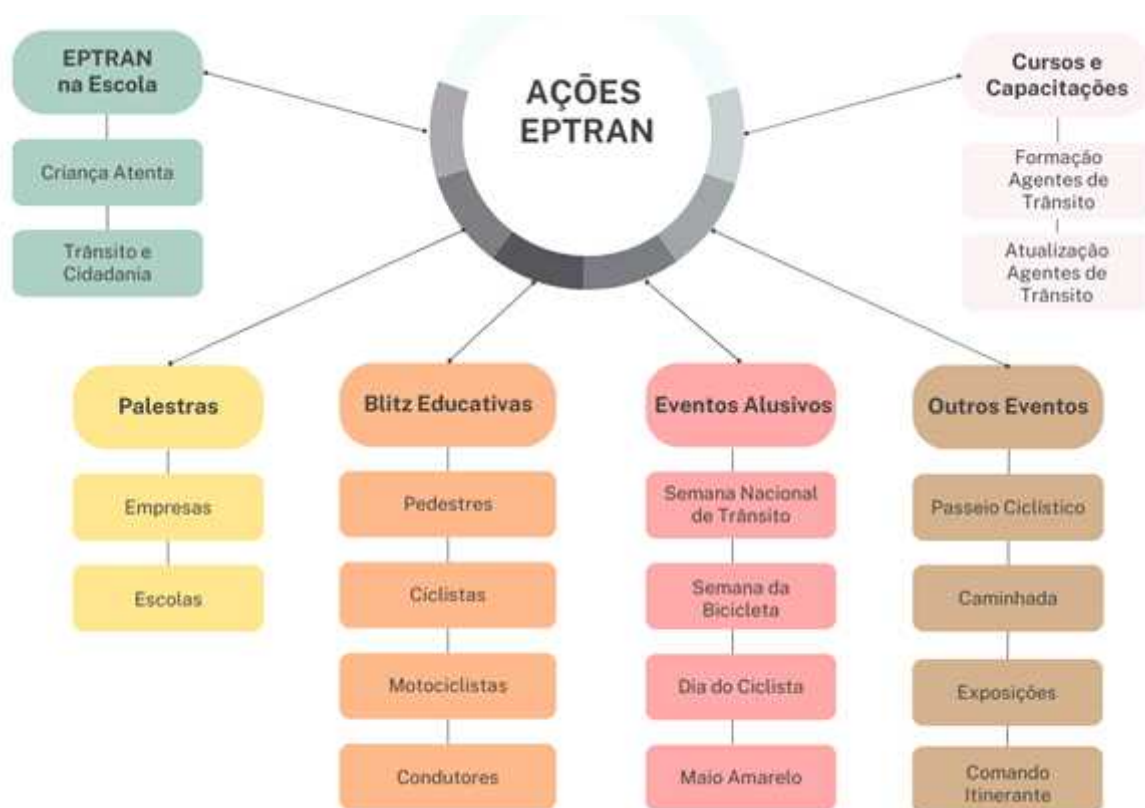 AÇÕES
EPTRAN
EPTRAN
na Escola
Criança Atenta
Trânsito e
Cidadania
Cursos e
Capacitações
Formação
Agentes de
Trânsito
Atualização
Agentes de
Trânsito
Palestras
Empresas
Escolas
Blitz Educativas
Pedestres
Ciclistas
Motociclistas
Condutores
Eventos Alusivos
Semana Nacional
de Trânsito
Semana da
Bicicleta
Dia do Ciclista
Maio Amarelo
Outros Eventos
Passeio Ciclístico
Caminhada
Exposições
Comando
Itinerante